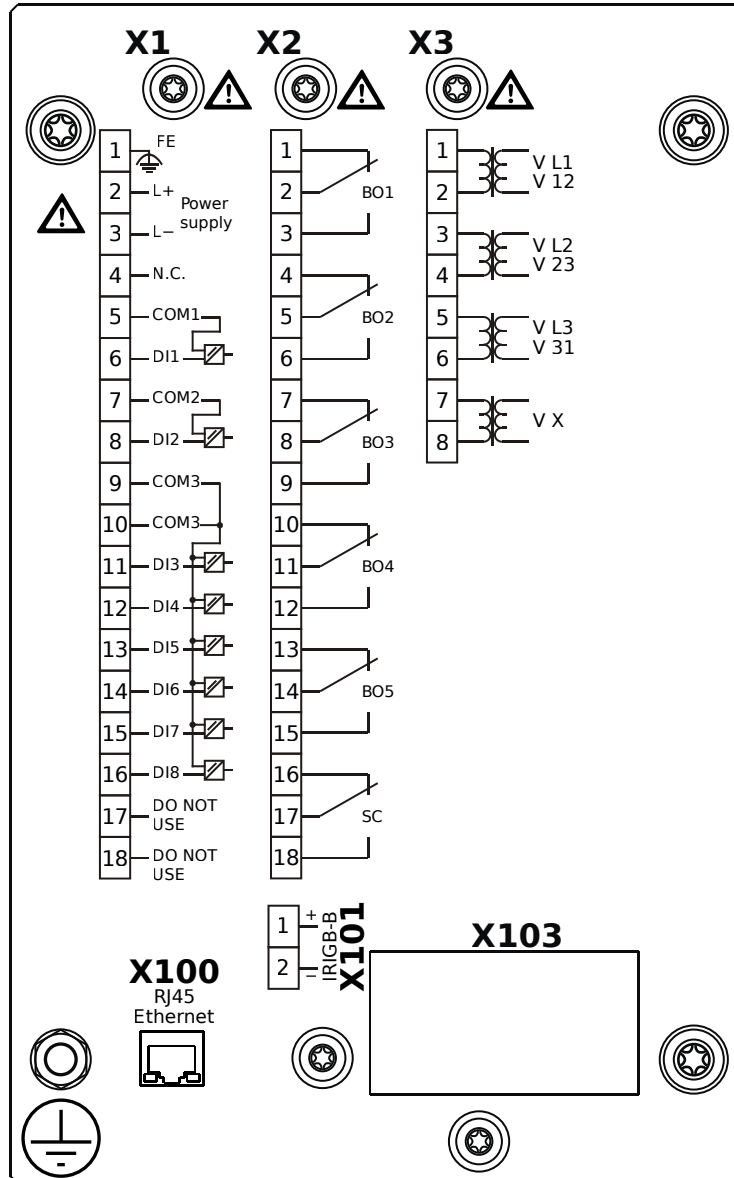 X1
X2
X3
1
FE
2
L+
Power
supply
3
L−
4
N.C.
5
COM1
6
DI1
7
COM2
8
DI2
9
COM3
10
COM3
11
DI3
12
DI4
13
DI5
14
DI6
15
DI7
16
DI8
17
DO NOT
USE
18
DO NOT
USE
1
2
BO1
3
4
5
BO2
6
7
8
BO3
9
10
11
BO4
12
13
14
BO5
15
16
17
SC
18
1
V L1
2
V 12
3
V L2
4
V 23
5
V L3
6
V 31
7
V X
8
1
+
2
−
IRIGB-B
X101
X103
X100
RJ45
Ethernet